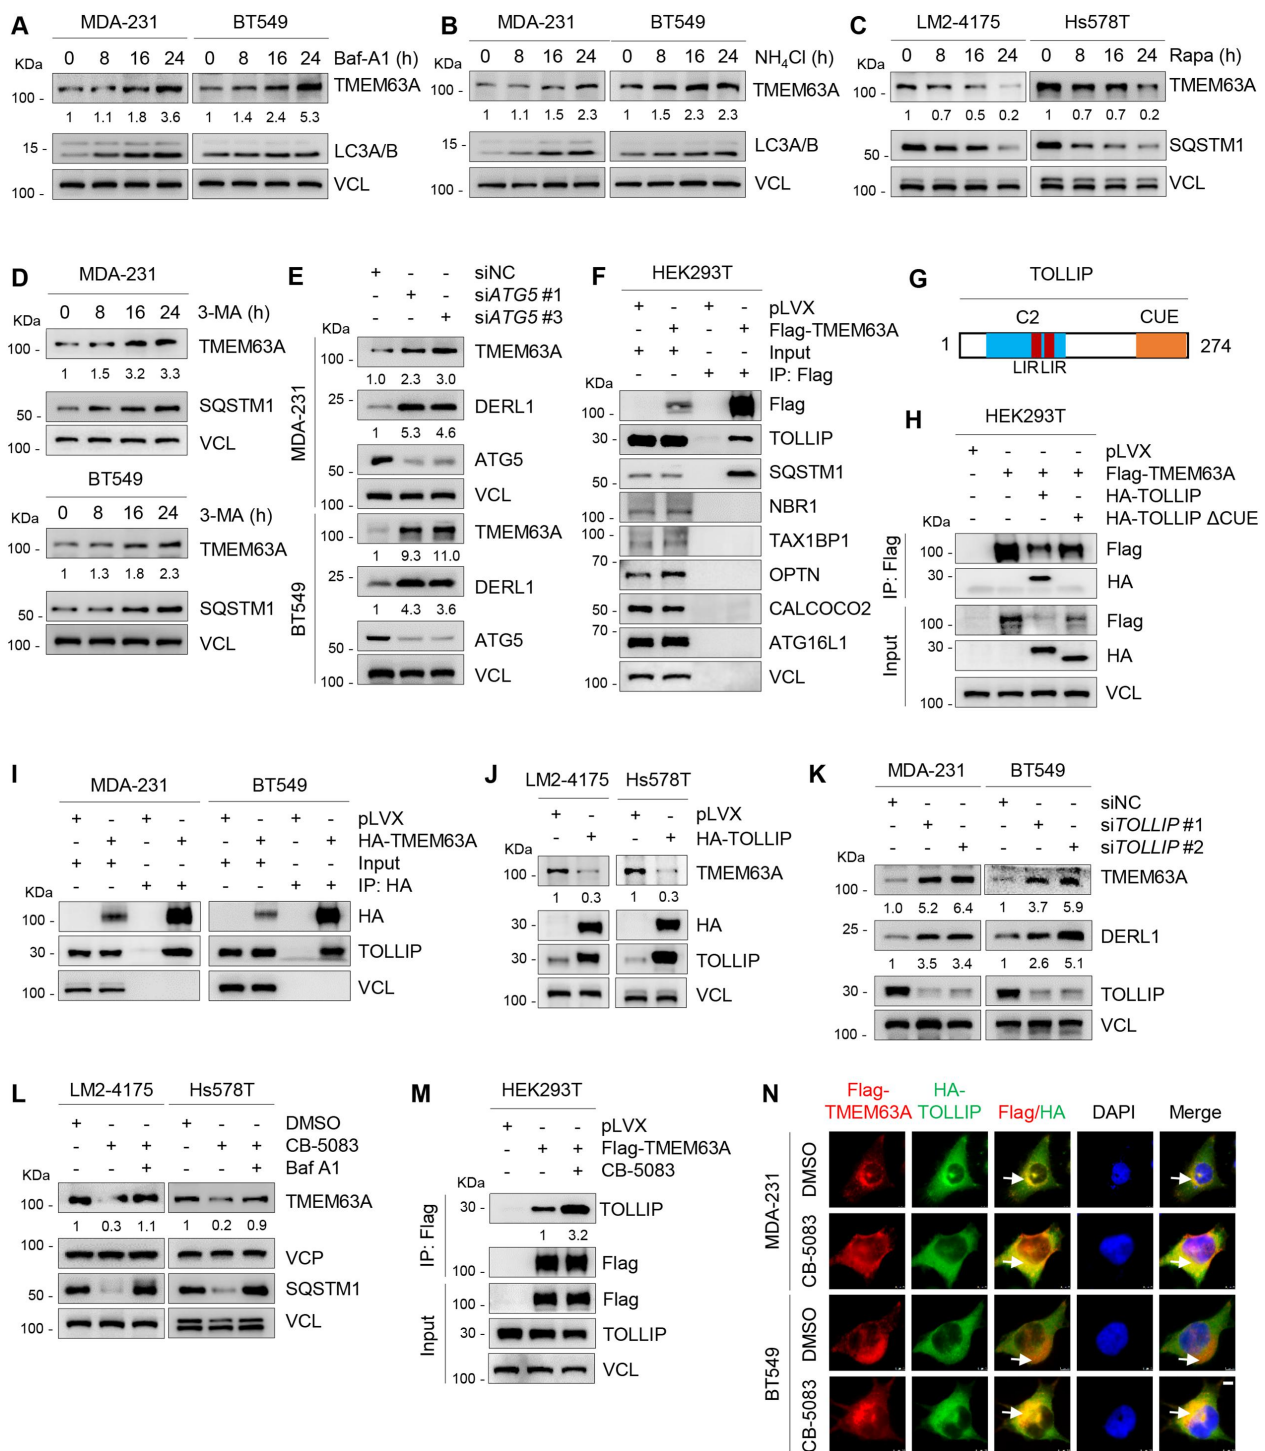 A
MDA-231 BT549
0 8 16 24 0 8 16 24 Baf-A1 (h)
KDa
100 - TMEM63A
1 1.1 1.8 3.6 1 1.4 2.4 5.3
15 - LC3A/B
100 - VCL
B
MDA-231 BT549
0 8 16 24 0 8 16 24 NH₄Cl (h)
KDa
100 - TMEM63A
1 1.1 1.5 2.3 1 1.5 2.3 2.3
15 - LC3A/B
100 - VCL
C
LM2-4175 Hs578T
0 8 16 24 0 8 16 24 Rapa (h)
KDa
100 - TMEM63A
1 0.7 0.5 0.2 1 0.7 0.7 0.2
50 - SQSTM1
100 - VCL
D
MDA-231
0 8 16 24 3-MA (h)
KDa
100 - TMEM63A
1 1.5 3.2 3.3
50 - SQSTM1
100 - VCL
BT549
0 8 16 24 3-MA (h)
KDa
100 - TMEM63A
1 1.3 1.8 2.3
50 - SQSTM1
100 - VCL
E
+ - - siNC
- + - siATG5 #1
- - + siATG5 #3
KDa
MDA-231
100 - TMEM63A
1.0 2.3 3.0
25 - DERL1
1 5.3 4.6
50 - ATG5
100 - VCL
BT549
100 - TMEM63A
1 9.3 11.0
25 - DERL1
1 4.3 3.6
50 - ATG5
100 - VCL
F
HEK293T
+ - + - pLVX
- + - + Flag-TMEM63A
+ + - - Input
- - + + IP: Flag
KDa
100 - Flag
30 - TOLLIP
50 - SQSTM1
100 - NBR1
70 - TAX1BP1
OPTN
50 - CALCOCO2
70 - ATG16L1
100 - VCL
G
TOLLIP
C2 CUE
1 274
LIR LIR
H
HEK293T
+ - - - pLVX
- + + + Flag-TMEM63A
- - + - HA-TOLLIP
- - - + HA-TOLLIP ΔCUE
KDa
IP: Flag
100 - Flag
30 - HA
Input
100 - Flag
30 - HA
100 - VCL
I
MDA-231 BT549
+ - + - + - + - pLVX
- + - + - + - + HA-TMEM63A
+ + - - + + - - Input
- - + + - - + + IP: HA
KDa
100 - HA
30 - TOLLIP
100 - VCL
J
LM2-4175 Hs578T
+ - + - pLVX
- + - + HA-TOLLIP
KDa
100 - TMEM63A
1 0.3 1 0.3
30 - HA
30 - TOLLIP
100 - VCL
K
MDA-231 BT549
+ - - + - - siNC
- + - - + - siTOLLIP #1
- - + - - + siTOLLIP #2
KDa
100 - TMEM63A
1.0 5.2 6.4 1 3.7 5.9
25 - DERL1
1 3.5 3.4 1 2.6 5.1
30 - TOLLIP
100 - VCL
L
LM2-4175 Hs578T
+ - - + - - DMSO
- + + - + + CB-5083
- - + - - + Baf A1
KDa
100 - TMEM63A
1 0.3 1.1 1 0.2 0.9
100 - VCP
50 - SQSTM1
100 - VCL
M
HEK293T
+ - - pLVX
- + + Flag-TMEM63A
- - + CB-5083
KDa
IP: Flag
30 - TOLLIP
1 3.2
100 - Flag
Input
100 - Flag
30 - TOLLIP
100 - VCL
N
Flag-TMEM63A HA-TOLLIP Flag/HA DAPI Merge
MDA-231
DMSO
CB-5083
BT549
DMSO
CB-5083